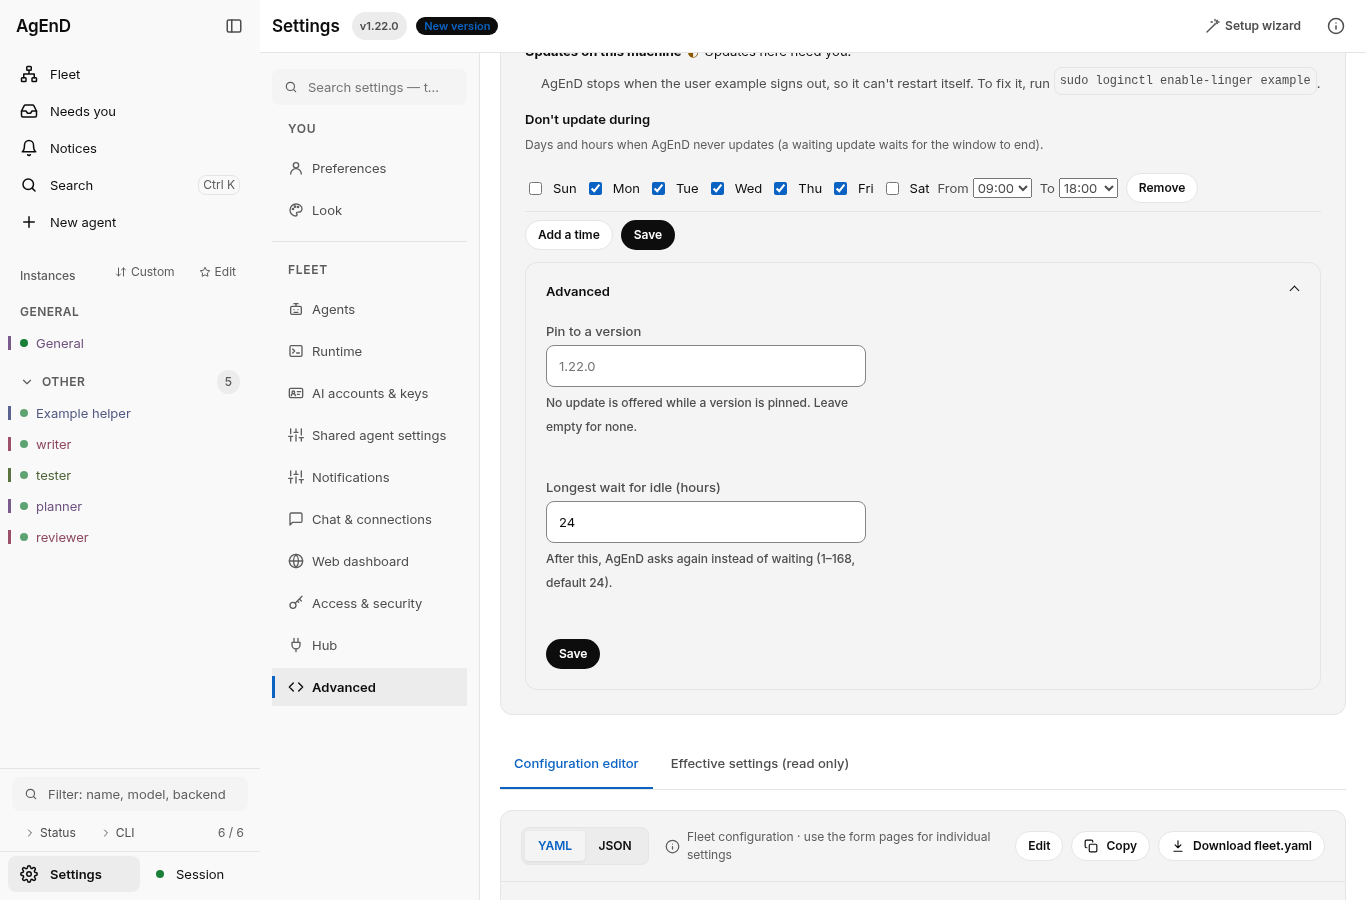 AgEnD
Settings
v1.22.0
New version
Setup wizard
Fleet
Needs you
Notices
Search
Ctrl K
New agent
Instances
Custom
Edit
GENERAL
General
OTHER
5
Example helper
writer
tester
planner
reviewer
Filter: name, model, backend
Status
CLI
6 / 6
Settings
Session
Search settings — t...
YOU
Preferences
Look
FLEET
Agents
Runtime
AI accounts & keys
Shared agent settings
Notifications
Chat & connections
Web dashboard
Access & security
Hub
Advanced
Updates on this machine Updates here need you.
AgEnD stops when the user example signs out, so it can't restart itself. To fix it, run sudo loginctl enable-linger example.
Don't update during
Days and hours when AgEnD never updates (a waiting update waits for the window to end).
Sun Mon Tue Wed Thu Fri Sat From 09:00 To 18:00 Remove
Add a time
Save
Advanced
Pin to a version
1.22.0
No update is offered while a version is pinned. Leave
empty for none.
Longest wait for idle (hours)
24
After this, AgEnD asks again instead of waiting (1–168,
default 24).
Save
Configuration editor
Effective settings (read only)
YAML
JSON
Fleet configuration · use the form pages for individual
settings
Edit
Copy
Download fleet.yaml